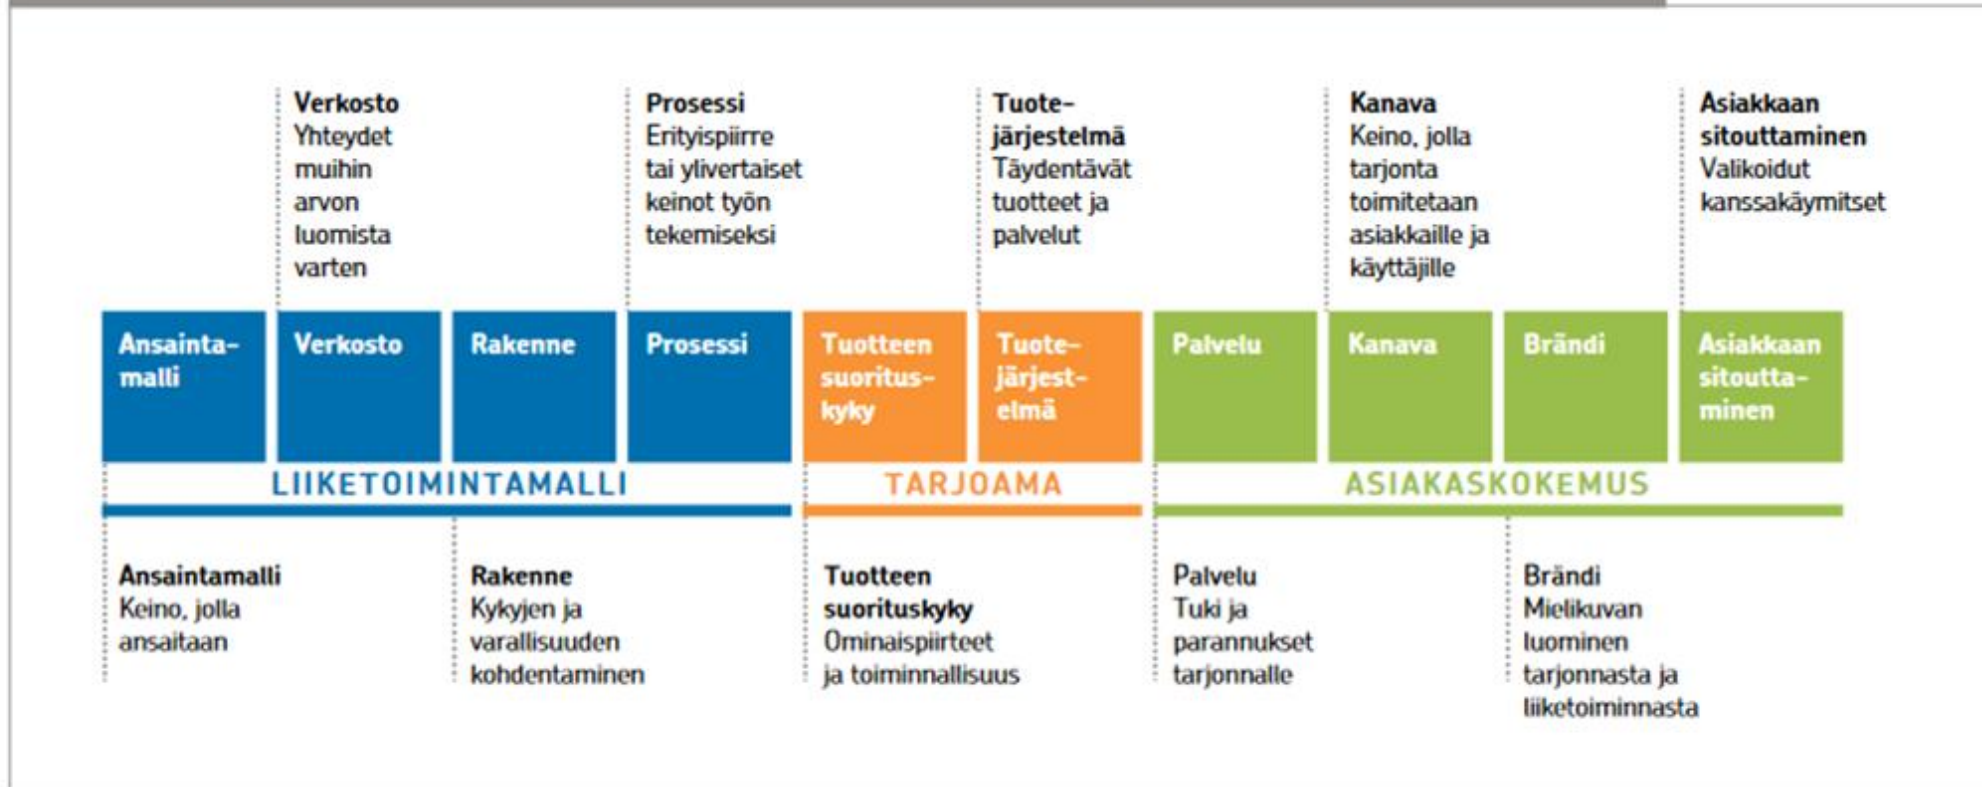 Verkosto
Yhteydet
muihin
arvon
luomista
varten
Prosessi
Erityispiirre
tai ylivertaiset
keinot työn
tekemiseksi
Tuote-
järjestelmä
Täydentävät
tuotteet ja
palvelut
Kanava
Keino, jolla
tarjonta
toimitetaan
asiakkaille ja
käyttäjille
Asiakkaan
sitouttaminen
Valikoidut
kanssakäymitset
Ansainta-
malli
Verkosto
Rakenne
Prosessi
Tuotteen
suoritus-
kyky
Tuote-
järjest-
elmä
Palvelu
Kanava
Brändi
Asiakkaan
sitoutta-
minen
LIIKETOIMINTAMALLI
TARJOAMA
ASIAKASKOKEMUS
Ansaintamalli
Keino, jolla
ansaitaan
Rakenne
Kykyjen ja
varallisuuden
kohdentaminen
Tuotteen
suorituskyky
Ominaispiirteet
ja toiminnallisuus
Palvelu
Tuki ja
parannukset
tarjonnalle
Brändi
Mielikuvan
luominen
tarjonnasta ja
liiketoiminnasta